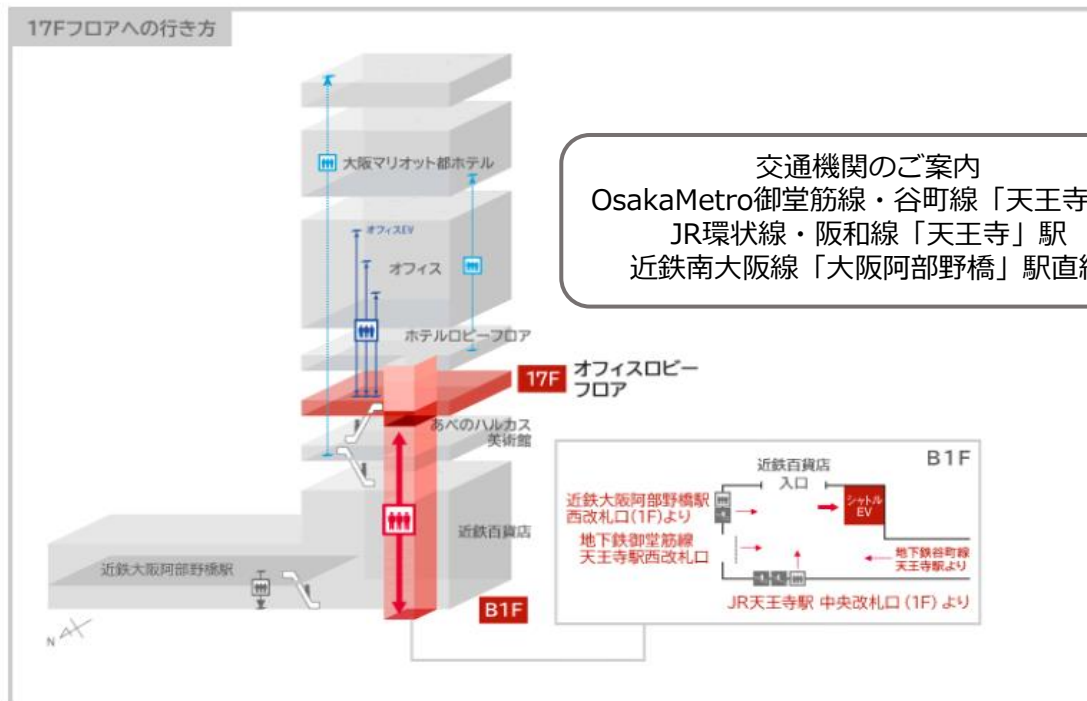 17Fフロアへの行き方
大阪マリオット都ホテル
オフィスEV
オフィス
ホテルロビーフロア
17F
オフィスロビー
フロア
あべのハルカス
美術館
近鉄百貨店
近鉄大阪阿部野橋駅
B1F
N
交通機関のご案内
OsakaMetro御堂筋線・谷町線「天王寺
JR環状線・阪和線「天王寺」駅
近鉄南大阪線「大阪阿部野橋」駅直
B1F
近鉄百貨店
入口
シャトル
EV
近鉄大阪阿部野橋駅
西改札口(1F)より
地下鉄御堂筋線
天王寺駅西改札口
地下鉄谷町線
天王寺駅より
JR天王寺駅 中央改札口 (1F) より